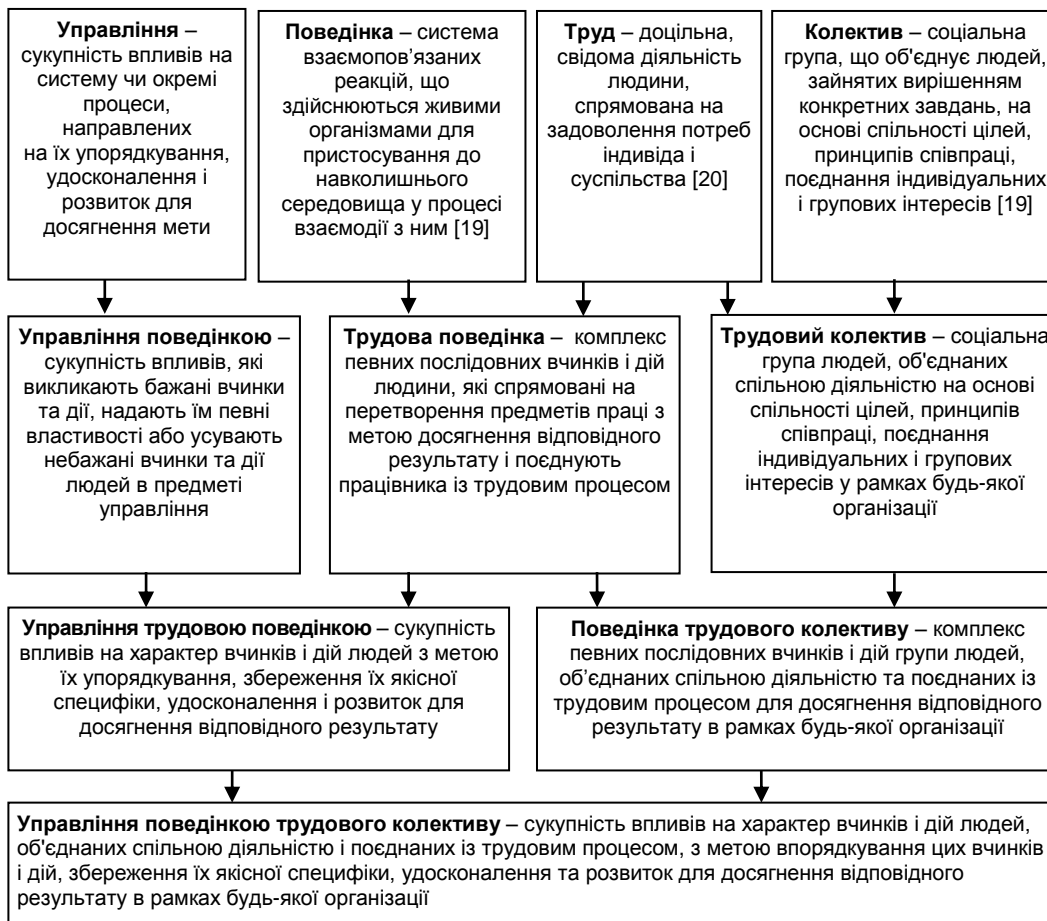 Управління –
сукупність впливів на
систему чи окремі
процеси,
направлених
на їх упорядкування,
удосконалення і
розвиток для
досягнення мети
Поведінка – система
взаємопов’язаних
реакцій, що
здійснюються живими
організмами для
пристосування до
навколишнього
середовища у процесі
взаємодії з ним [19]
Труд – доцільна,
свідома діяльність
людини,
спрямована на
задоволення потреб
індивіда і
суспільства [20]
Колектив – соціальна
група, що об'єднує людей,
зайнятих вирішенням
конкретних завдань, на
основі спільності цілей,
принципів співпраці,
поєднання індивідуальних
і групових інтересів [19]
Управління поведінкою –
сукупність впливів, які
викликають бажані вчинки
та дії, надають їм певні
властивості або усувають
небажані вчинки та дії
людей в предметі
управління
Трудова поведінка – комплекс
певних послідовних вчинків і дій
людини, які спрямовані на
перетворення предметів праці з
метою досягнення відповідного
результату і поєднують
працівника із трудовим процесом
Трудовий колектив – соціальна
група людей, об'єднаних
спільною діяльністю на основі
спільності цілей, принципів
співпраці, поєднання
індивідуальних і групових
інтересів у рамках будь-якої
організації
Управління трудовою поведінкою – сукупність
впливів на характер вчинків і дій людей з метою
їх упорядкування, збереження їх якісної
специфіки, удосконалення і розвиток для
досягнення відповідного результату
Поведінка трудового колективу – комплекс
певних послідовних вчинків і дій групи людей,
об’єднаних спільною діяльністю та поєднаних із
трудовим процесом для досягнення відповідного
результату в рамках будь-якої організації
Управління поведінкою трудового колективу – сукупність впливів на характер вчинків і дій людей,
об'єднаних спільною діяльністю і поєднаних із трудовим процесом, з метою впорядкування цих вчинків
і дій, збереження їх якісної специфіки, удосконалення та розвиток для досягнення відповідного
результату в рамках будь-якої організації